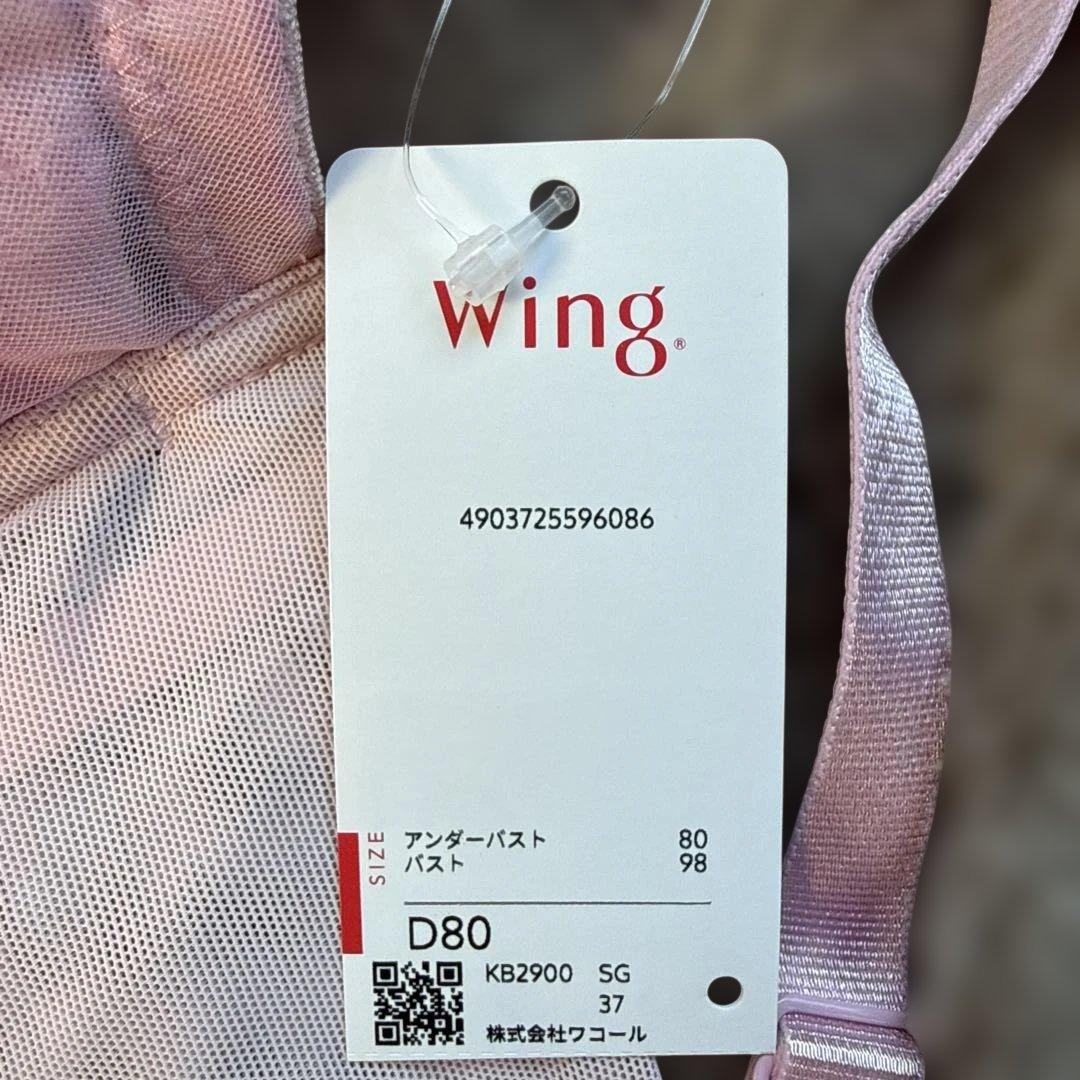 Wing®
4903725596086
SIZE
アンダーバスト 80
バスト 98
D80
KB2900 SG
37
株式会社ワコール